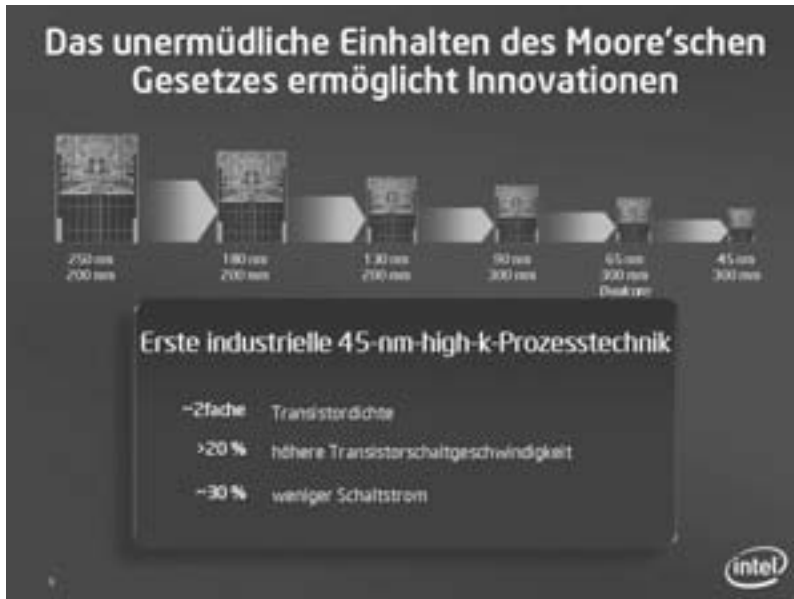 Das unermüdliche Einhalten des Moore'schen
Gesetzes ermöglicht Innovationen
250 nm
200 mm
180 nm
200 mm
130 nm
200 mm
90 nm
300 mm
65 nm
300 mm
Dualcore
45 nm
300 mm
Erste industrielle 45-nm-high-k-Prozesstechnik
~2fache Transistordichte
>20 % höhere Transistorschaltgeschwindigkeit
~30 % weniger Schaltstrom
intel